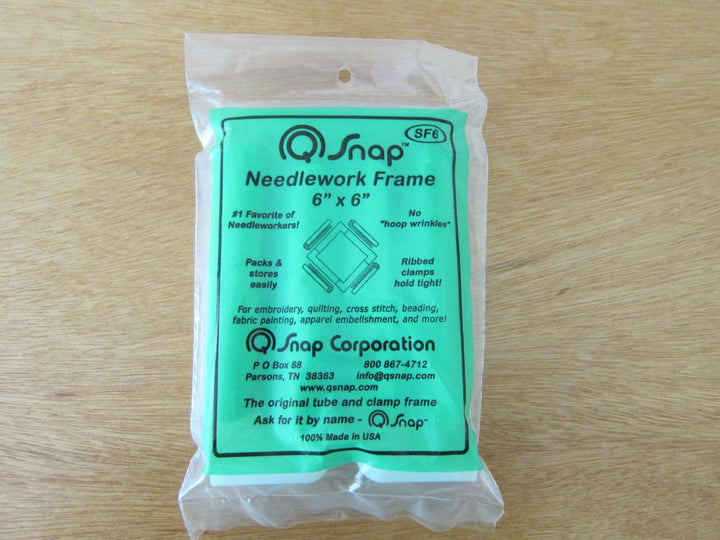 Q Snap™
SF6
Needlework Frame
6” x 6”
#1 Favorite of
Needleworkers!
No
"hoop wrinkles"
Packs &
stores
easily
Ribbed
clamps
hold tight!
For embroidery, quilting, cross stitch, beading,
fabric painting, apparel embellishment, and more!
Q Snap Corporation
P O Box 68 800 867-4712
Parsons, TN 38363 info@qsnap.com
www.qsnap.com
The original tube and clamp frame
Ask for it by name - Q Snap™
100% Made in USA